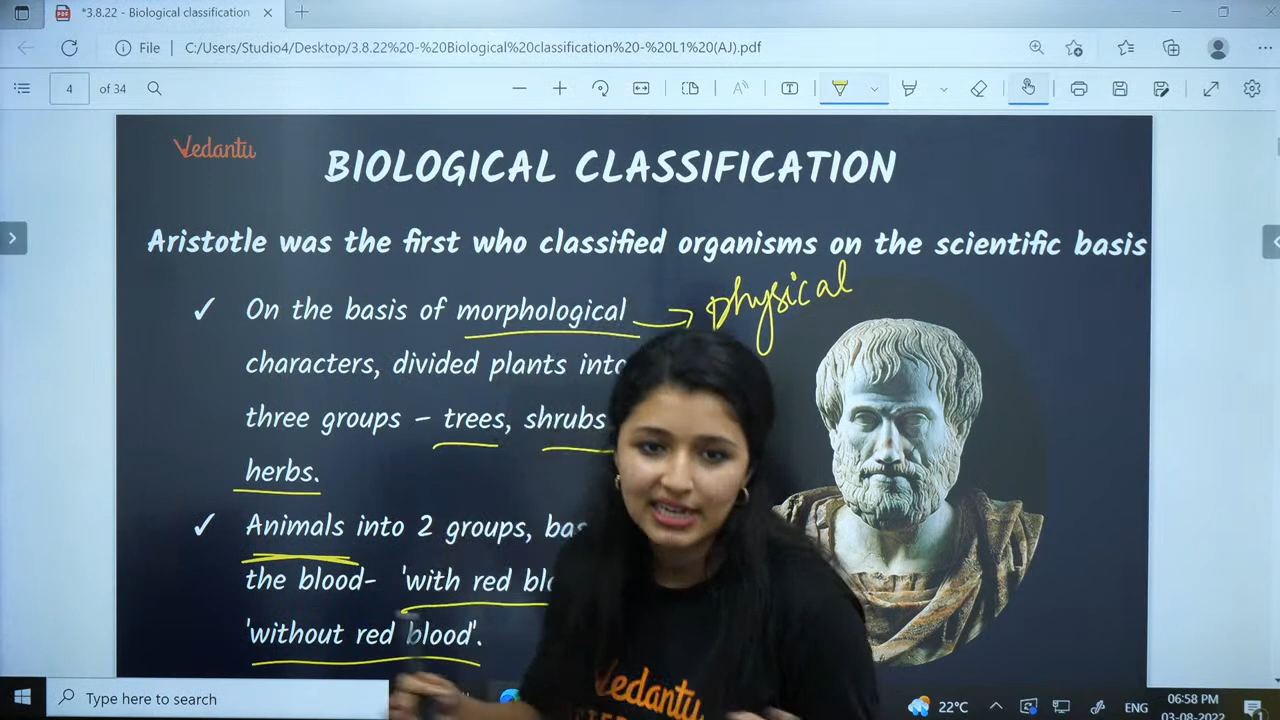 *3.8.22 - Biological classification
File
C:/Users/Studio4/Desktop/3.8.22%20-%20Biological%20classification%20-%20L1%20(AJ).pdf
4 of 34
Vedantu
BIOLOGICAL CLASSIFICATION
Aristotle was the first who classified organisms on the scientific basis
✓ On the basis of morphological → physical
characters, divided plants into
three groups – trees, shrubs
herbs.
✓ Animals into 2 groups,
the blood- 'with red
'without red blood'.
Vedantu
Type here to search
22°C
ENG
06:58 PM
03-08-2022